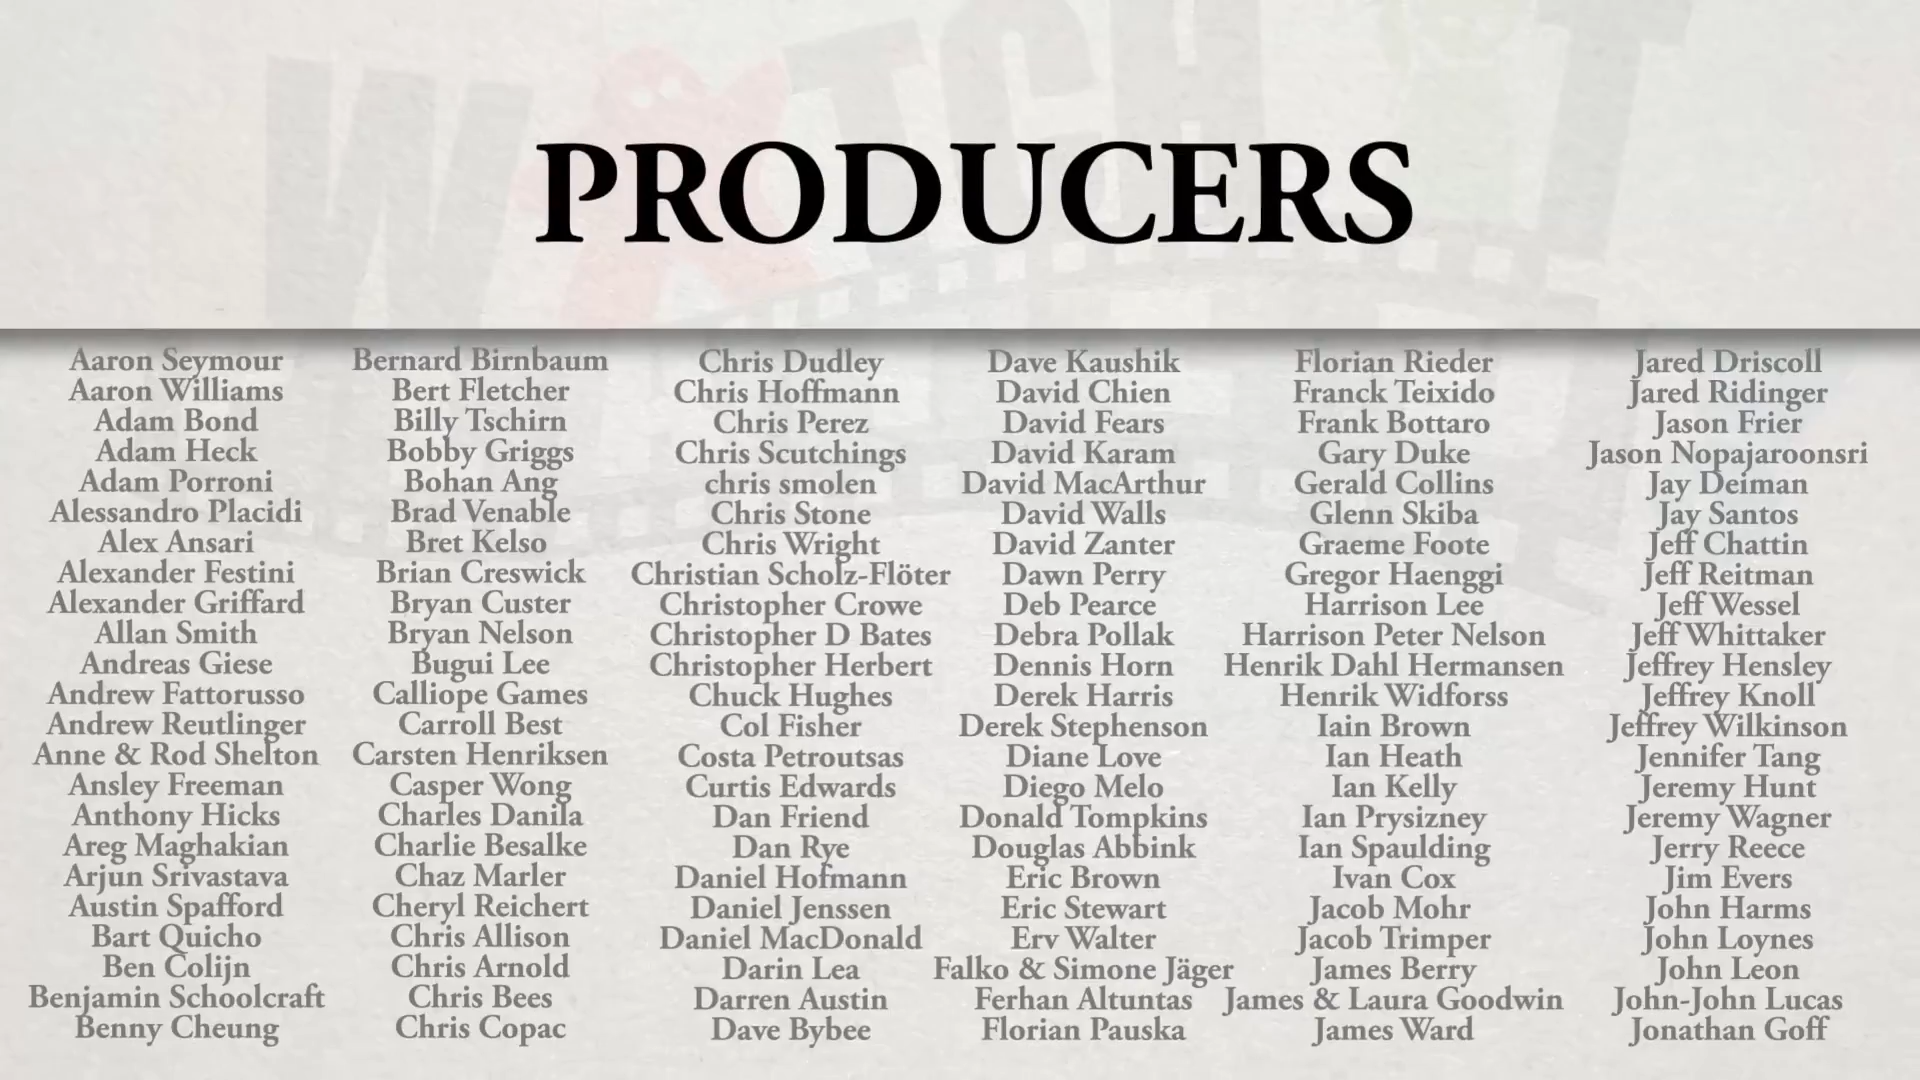 WATCH IT
PRODUCERS
Aaron Seymour
Aaron Williams
Adam Bond
Adam Heck
Adam Porroni
Alessandro Placidi
Alex Ansari
Alexander Festini
Alexander Griffard
Allan Smith
Andreas Giese
Andrew Fattorusso
Andrew Reutlinger
Anne & Rod Shelton
Ansley Freeman
Anthony Hicks
Areg Maghakian
Arjun Srivastava
Austin Spafford
Bart Quicho
Ben Colijn
Benjamin Schoolcraft
Benny Cheung
Bernard Birnbaum
Bert Fletcher
Billy Tschirn
Bobby Griggs
Bohan Ang
Brad Venable
Bret Kelso
Brian Creswick
Bryan Custer
Bryan Nelson
Bugui Lee
Calliope Games
Carroll Best
Carsten Henriksen
Casper Wong
Charles Danila
Charlie Besalke
Chaz Marler
Cheryl Reichert
Chris Allison
Chris Arnold
Chris Bees
Chris Copac
Chris Dudley
Chris Hoffmann
Chris Perez
Chris Scutchings
chris smolen
Chris Stone
Chris Wright
Christian Scholz-Flöter
Christopher Crowe
Christopher D Bates
Christopher Herbert
Chuck Hughes
Col Fisher
Costa Petroutsas
Curtis Edwards
Dan Friend
Dan Rye
Daniel Hofmann
Daniel Jenssen
Daniel MacDonald
Darin Lea
Darren Austin
Dave Bybee
Dave Kaushik
David Chien
David Fears
David Karam
David MacArthur
David Walls
David Zanter
Dawn Perry
Deb Pearce
Debra Pollak
Dennis Horn
Derek Harris
Derek Stephenson
Diane Love
Diego Melo
Donald Tompkins
Douglas Abbink
Eric Brown
Eric Stewart
Erv Walter
Falko & Simone Jäger
Ferhan Altuntas
Florian Pauska
Florian Rieder
Franck Teixido
Frank Bottaro
Gary Duke
Gerald Collins
Glenn Skiba
Graeme Foote
Gregor Haenggi
Harrison Lee
Harrison Peter Nelson
Henrik Dahl Hermansen
Henrik Widforss
Iain Brown
Ian Heath
Ian Kelly
Ian Prysizney
Ian Spaulding
Ivan Cox
Jacob Mohr
Jacob Trimper
James Berry
James & Laura Goodwin
James Ward
Jared Driscoll
Jared Ridinger
Jason Frier
Jason Nopajaroonsri
Jay Deiman
Jay Santos
Jeff Chattin
Jeff Reitman
Jeff Wessel
Jeff Whittaker
Jeffrey Hensley
Jeffrey Knoll
Jeffrey Wilkinson
Jennifer Tang
Jeremy Hunt
Jeremy Wagner
Jerry Reece
Jim Evers
John Harms
John Loynes
John Leon
John-John Lucas
Jonathan Goff